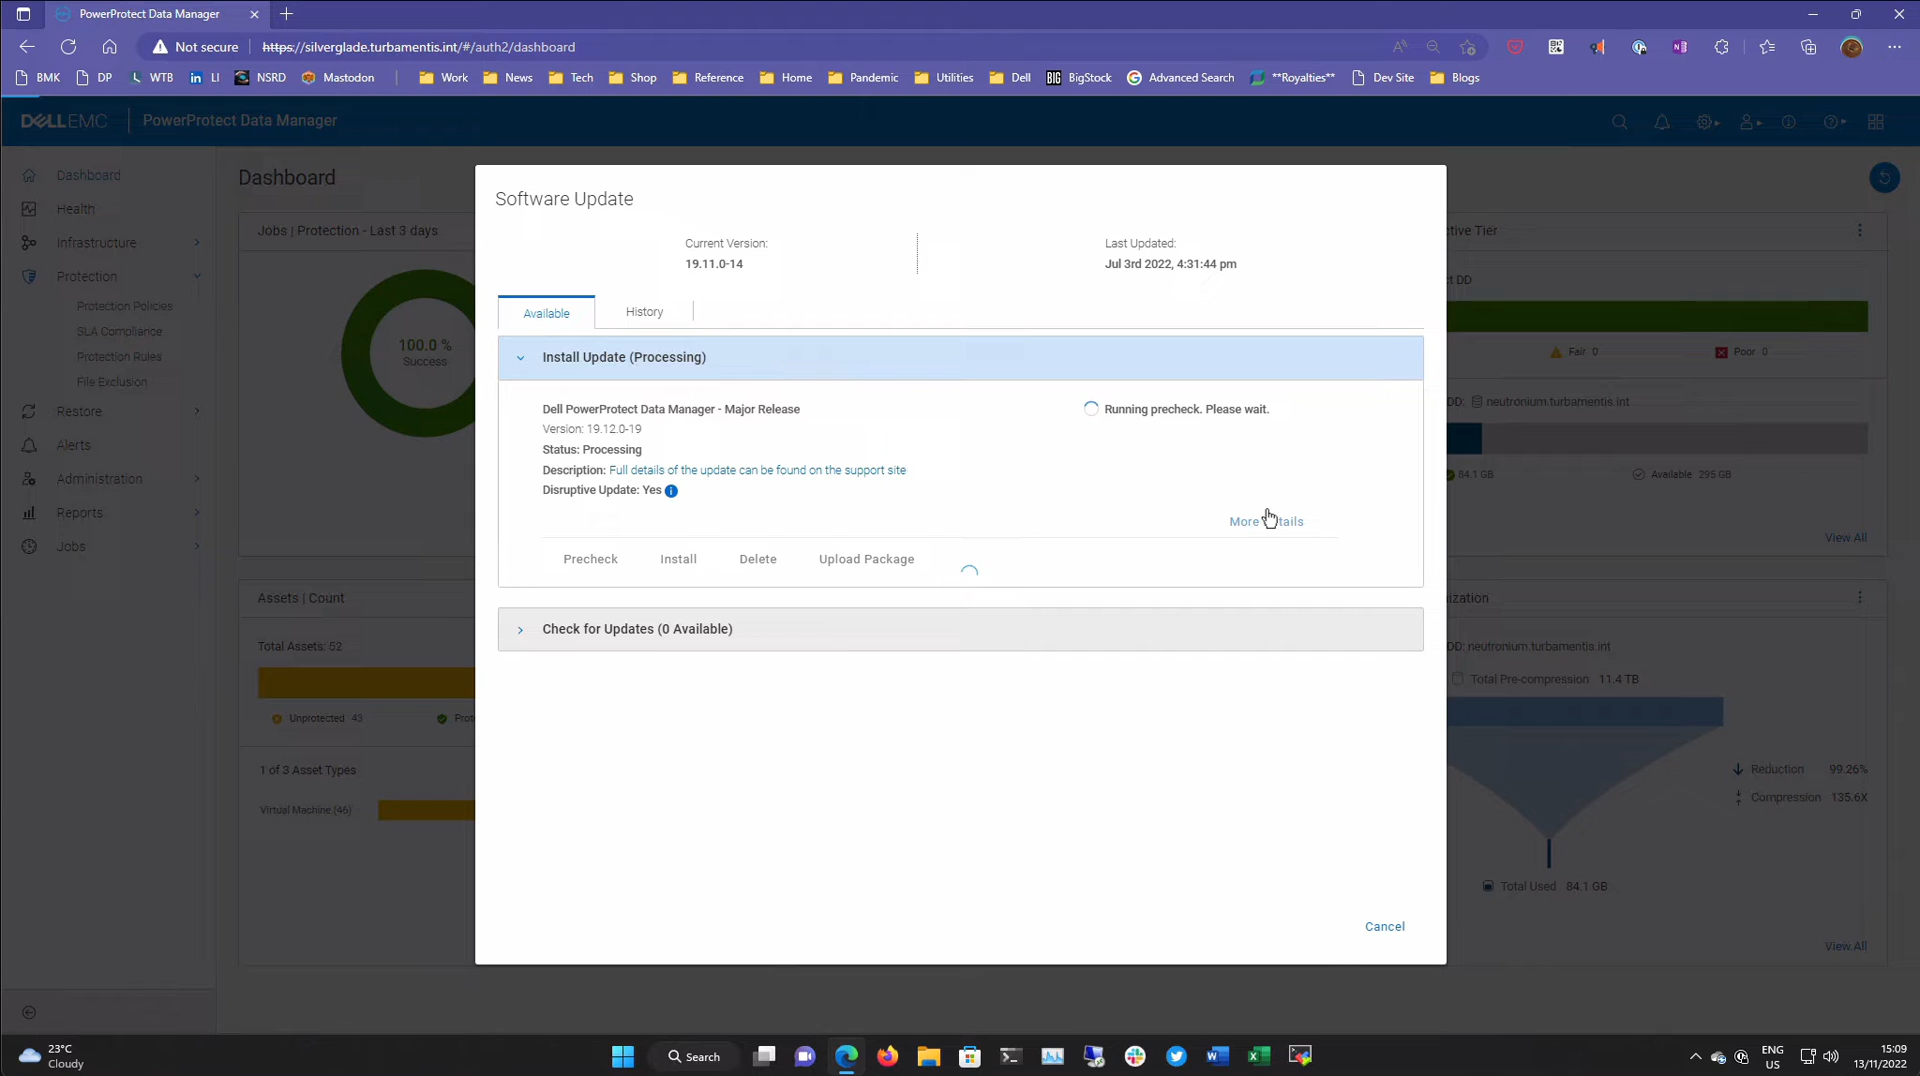 PowerProtect Data Manager
Not secure
https://silverglade.turbamentis.int/#/auth2/dashboard
BMK
DP
WTB
LI
NSRD
Mastodon
Work
News
Tech
Shop
Reference
Home
Pandemic
Utilities
Dell
BIG
BigStock
Advanced Search
**Royalties**
Dev Site
Blogs
DELLEMC
PowerProtect Data Manager
Dashboard
Health
Infrastructure
Protection
Protection Policies
SLA Compliance
Protection Rules
File Exclusion
Restore
Alerts
Administration
Reports
Jobs
Dashboard
Jobs | Protection - Last 3 days
100.0 %
Success
Assets | Count
Total Assets: 52
Unprotected 43
1 of 3 Asset Types
Virtual Machine (46)
Software Update
Current Version:
19.11.0-14
Last Updated:
Jul 3rd 2022, 4:31:44 pm
Available
History
Install Update (Processing)
Dell PowerProtect Data Manager - Major Release
Version: 19.12.0-19
Status: Processing
Description: Full details of the update can be found on the support site
Disruptive Update: Yes
Running precheck. Please wait.
More
Precheck
Install
Delete
Upload Package
Check for Updates (0 Available)
Cancel
Tier
DD
Fair 0
Poor 0
DD: neutronium.turbamentis.int
84.1 GB
Available 295 GB
View All
DD: neutronium.turbamentis.int
Total Pre-compression 11.4 TB
Reduction 99.26%
Compression 135.6X
Total Used 84.1 GB
View All
23°C
Cloudy
Search
ENG
US
15:09
13/11/2022